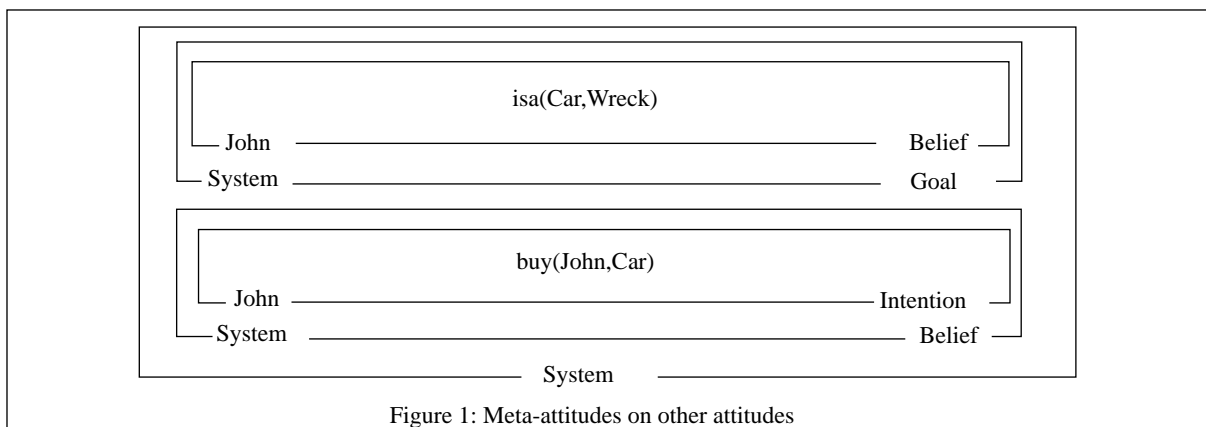 isa(Car,Wreck)
John Belief
System Goal
buy(John,Car)
John Intention
System Belief
System
Figure 1: Meta-attitudes on other attitudes